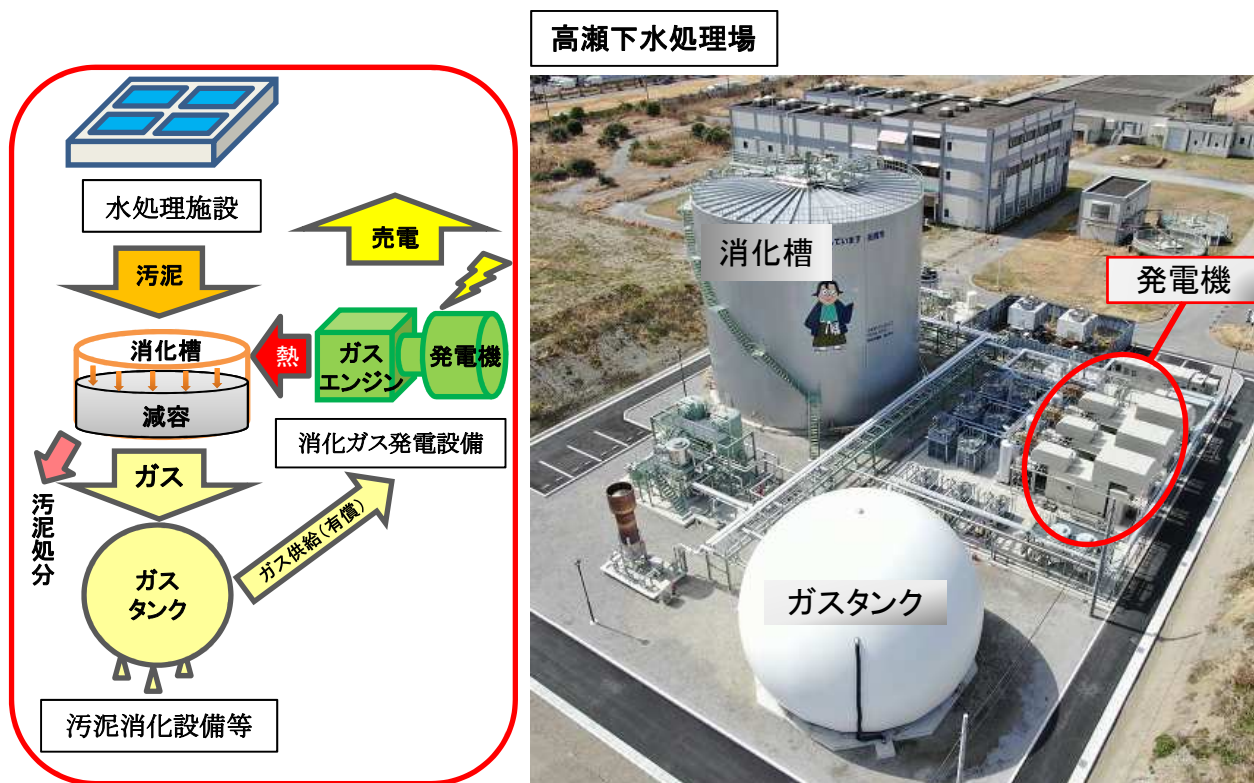 高瀬下水処理場
水処理施設
売電
汚泥
消化槽
減容
熱
ガス
エンジン
発電機
消化ガス発電設備
ガス
汚泥処分
ガス供給(有償)
ガス
タンク
汚泥消化設備等
消化槽
発電機
ガスタンク